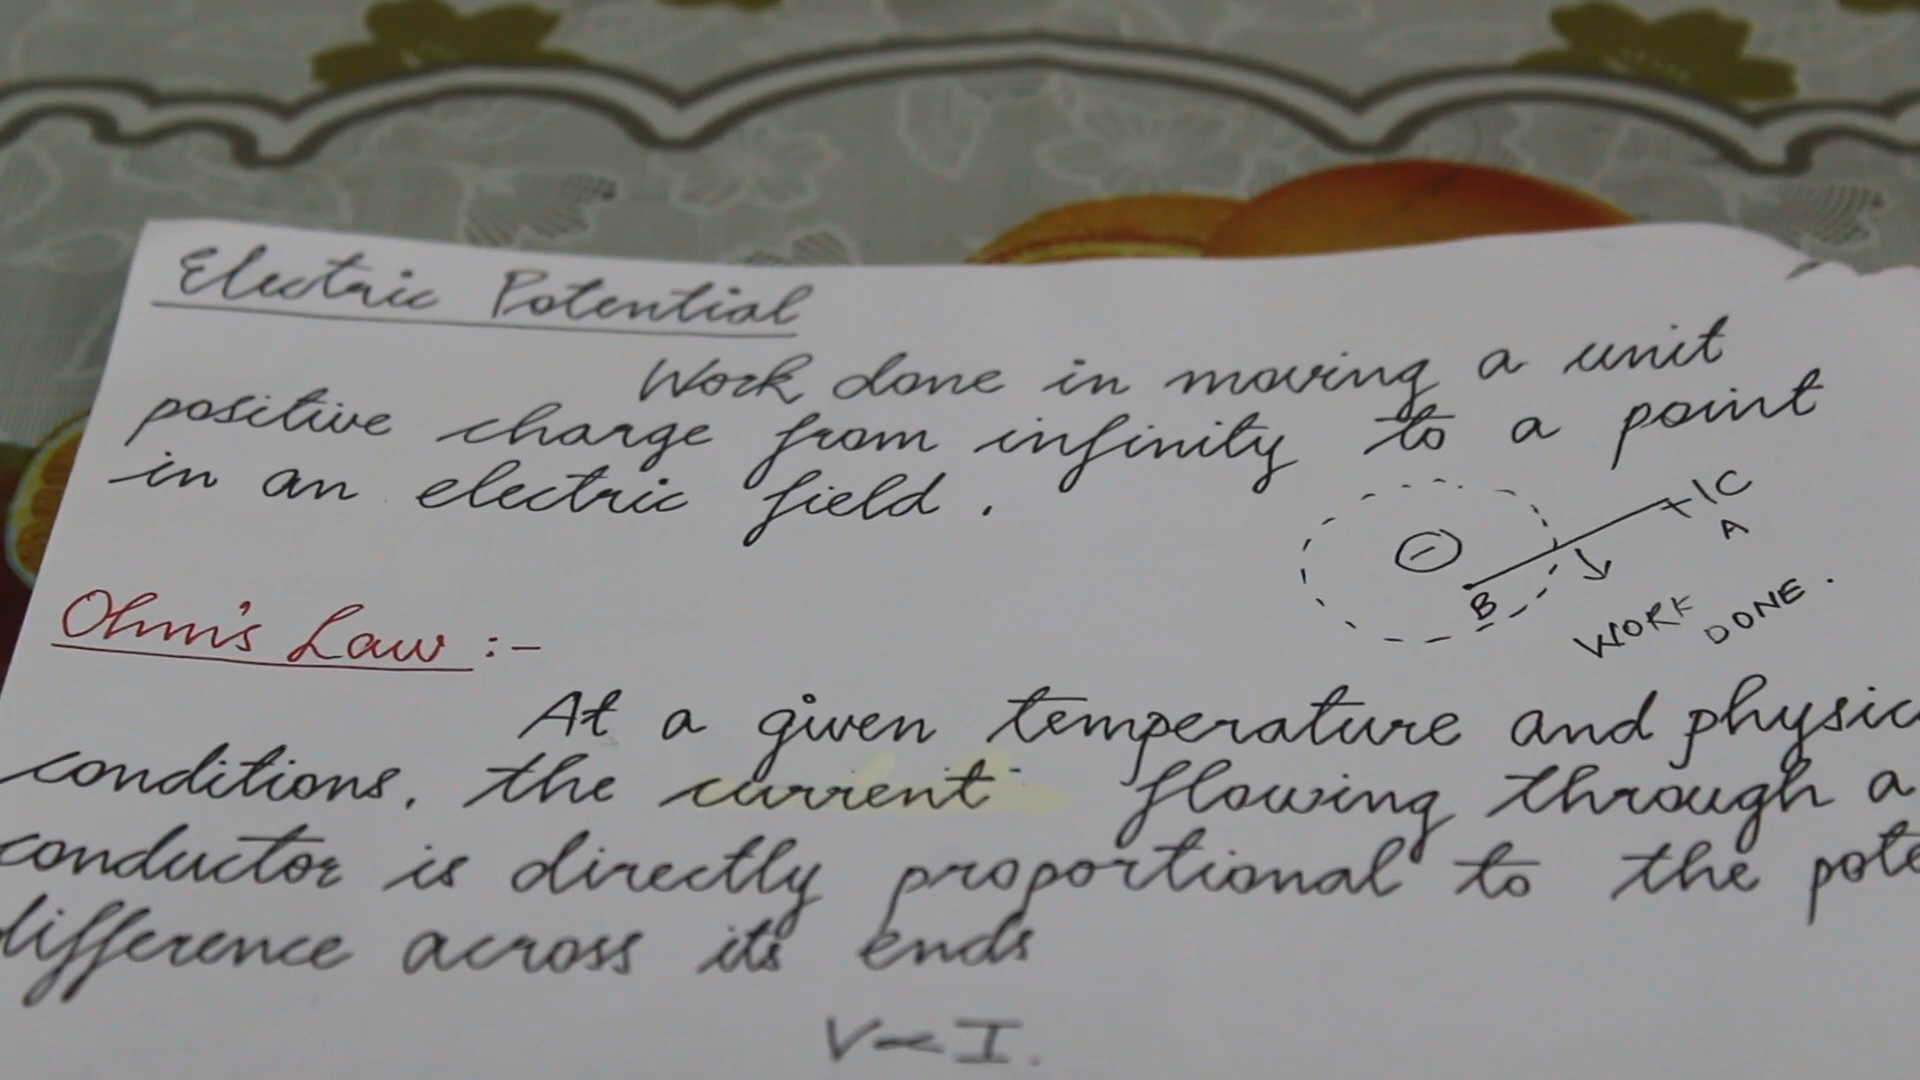 Electric Potential
Work done in moving a unit
positive charge from infinity to a point
in an electric field.
+1C
A
B
WORK DONE.
Ohm's Law :-
At a given temperature and physic
conditions, the current flowing through a
conductor is directly proportional to the pote
difference across its ends
V∝I.